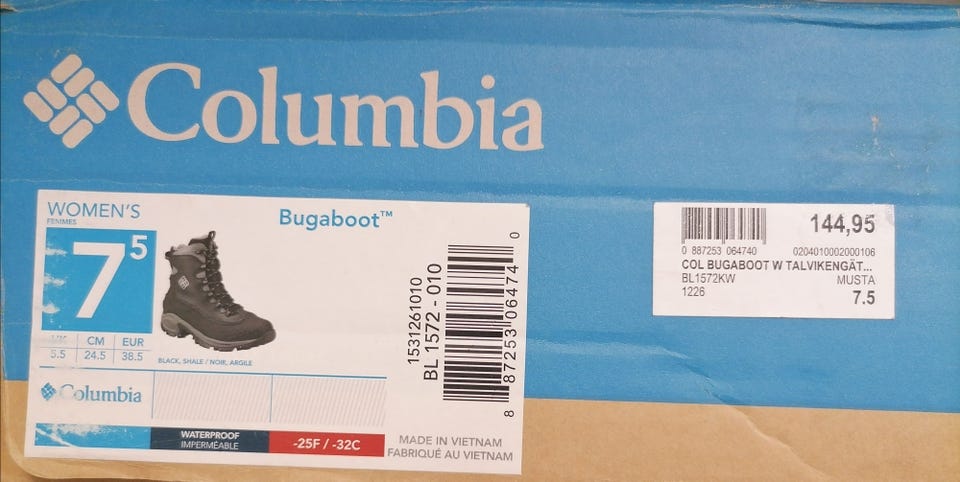 Columbia
WOMEN'S
FEMMES
Bugaboot™
7⁵
UK CM EUR
5.5 24.5 38.5
BLACK, SHALE / NOIR, ARGILE
Columbia
WATERPROOF
IMPERMÉABLE
-25F / -32C
MADE IN VIETNAM
FABRIQUÉ AU VIETNAM
1531261010
BL 1572 - 010
8 87253 06474 0
144,95
0 887253 064740
0204010002000106
COL BUGABOOT W TALVIKENGÄT...
BL1572KW MUSTA
1226 7.5